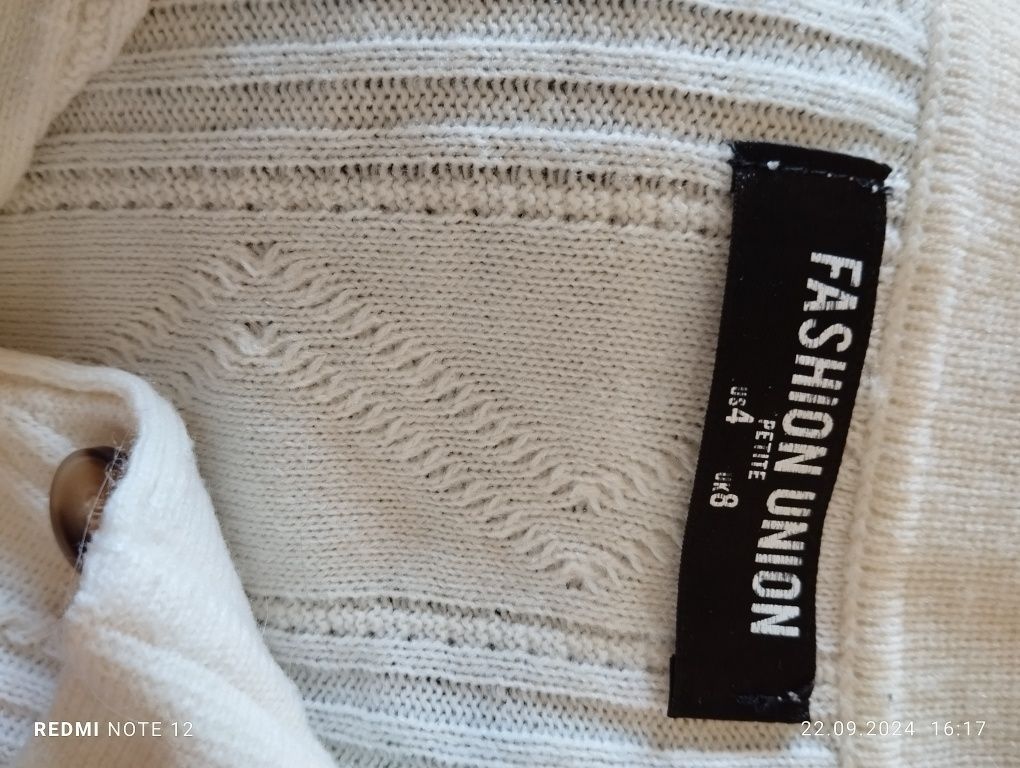 FASHION UNION
PETITE
US4 UK8
REDMI NOTE 12
22.09.2024 16:17